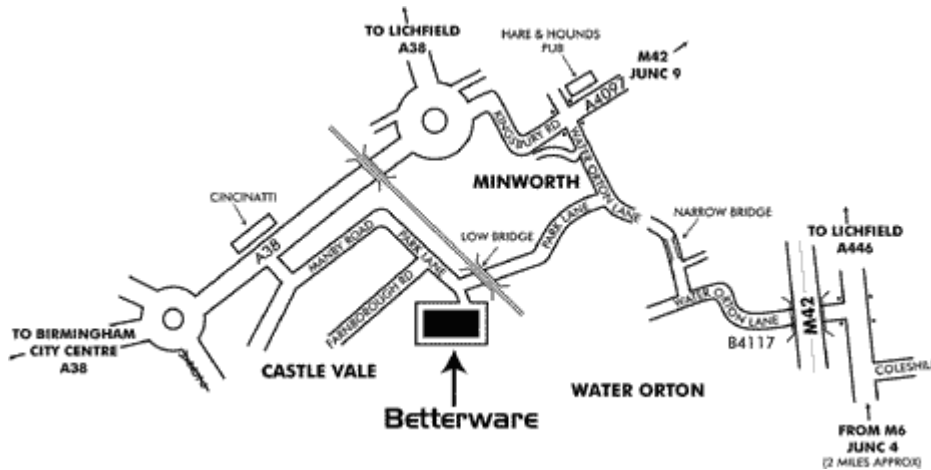 TO LICHFIELD
A38
HARE & HOUNDS
PUB
M42
JUNC 9
A4097
KINGSBURY RD
WATER ORTON LANE
MINWORTH
CINCINATTI
A38
MANBY ROAD
PARK LANE
LOW BRIDGE
PARK LANE
NARROW BRIDGE
TO LICHFIELD
A446
FARNBOROUGH RD
WATER ORTON LANE
M42
B4117
TO BIRMINGHAM
CITY CENTRE
A38
CASTLE VALE
WATER ORTON
COLESHILL
Betterware
FROM M6
JUNC 4
(2 MILES APPROX)